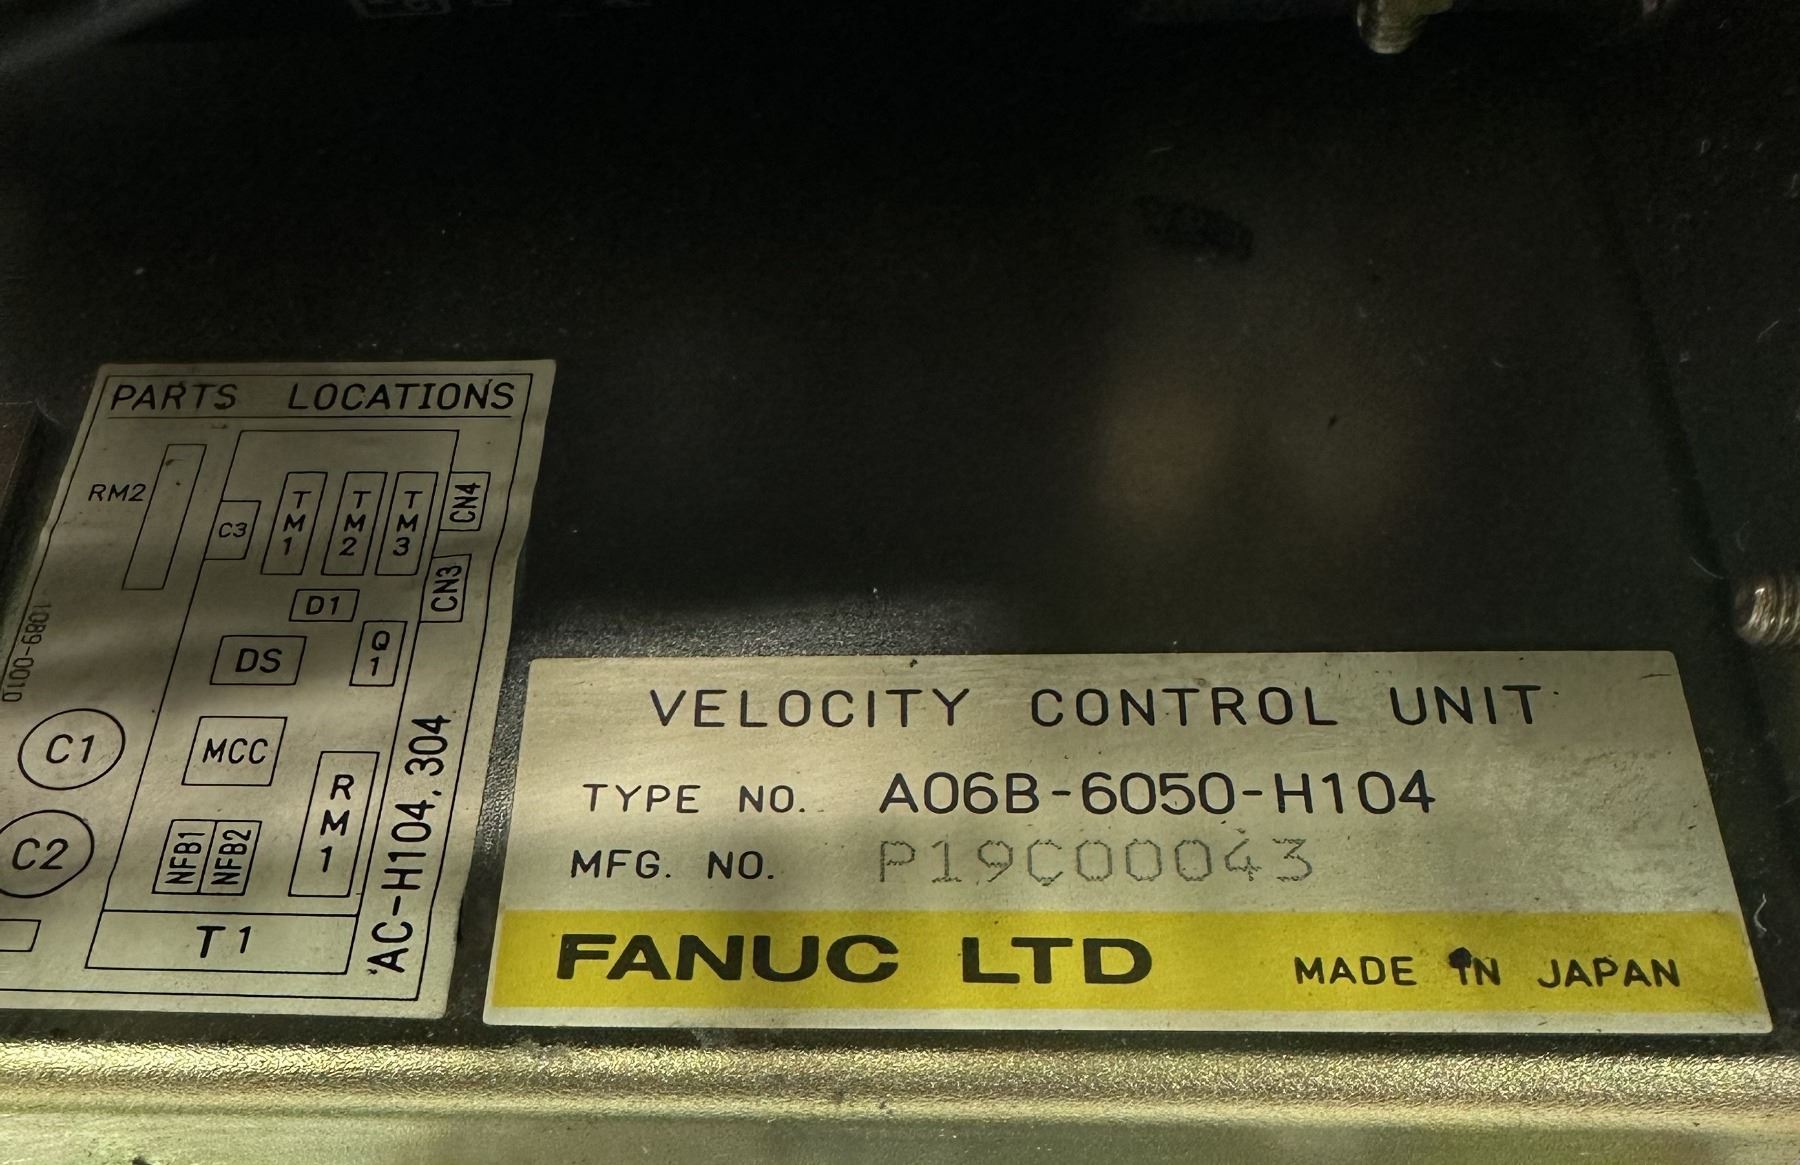 PARTS LOCATIONS
RM2
C3
TM1
TM2
TM3
CN4
CN3
D1
Q1
DS
MCC
RM1
C1
C2
NFB1
NFB2
T1
AC-H104, 304
1089-0010
VELOCITY CONTROL UNIT
TYPE NO. A06B-6050-H104
MFG. NO. P19C00043
FANUC LTD MADE IN JAPAN